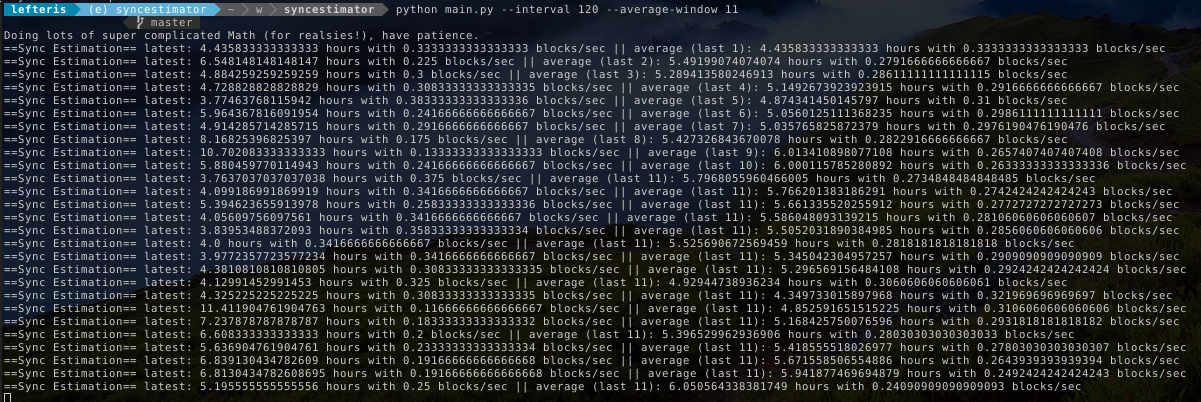 lefteris (e) syncestimator ~ w syncestimator python main.py --interval 120 --average-window 11
master
Doing lots of super complicated Math (for realsies!), have patience.
==Sync Estimation== latest: 4.435833333333333 hours with 0.3333333333333333 blocks/sec || average (last 1): 4.435833333333333 hours with 0.3333333333333333 blocks/sec
==Sync Estimation== latest: 6.548148148148147 hours with 0.225 blocks/sec || average (last 2): 5.49199074074074 hours with 0.2791666666666667 blocks/sec
==Sync Estimation== latest: 4.884259259259259 hours with 0.3 blocks/sec || average (last 3): 5.289413580246913 hours with 0.28611111111111115 blocks/sec
==Sync Estimation== latest: 4.728828828828829 hours with 0.30833333333333335 blocks/sec || average (last 4): 5.1492673923923915 hours with 0.2916666666666667 blocks/sec
==Sync Estimation== latest: 3.77463768115942 hours with 0.38333333333333336 blocks/sec || average (last 5): 4.874341450145797 hours with 0.31 blocks/sec
==Sync Estimation== latest: 5.964367816091954 hours with 0.24166666666666667 blocks/sec || average (last 6): 5.0560125111368235 hours with 0.2986111111111111 blocks/sec
==Sync Estimation== latest: 4.914285714285715 hours with 0.2916666666666667 blocks/sec || average (last 7): 5.035765825872379 hours with 0.2976190476190476 blocks/sec
==Sync Estimation== latest: 8.16825396825397 hours with 0.175 blocks/sec || average (last 8): 5.427326843670078 hours with 0.28229166666666667 blocks/sec
==Sync Estimation== latest: 10.702083333333333 hours with 0.13333333333333333 blocks/sec || average (last 9): 6.013410898077108 hours with 0.2657407407407408 blocks/sec
==Sync Estimation== latest: 5.880459770114943 hours with 0.24166666666666667 blocks/sec || average (last 10): 6.000115785280892 hours with 0.26333333333333336 blocks/sec
==Sync Estimation== latest: 3.7637037037037038 hours with 0.375 blocks/sec || average (last 11): 5.7968055960466005 hours with 0.2734848484848485 blocks/sec
==Sync Estimation== latest: 4.099186991869919 hours with 0.3416666666666667 blocks/sec || average (last 11): 5.766201383186291 hours with 0.2742424242424243 blocks/sec
==Sync Estimation== latest: 5.394623655913978 hours with 0.25833333333333336 blocks/sec || average (last 11): 5.661335520255912 hours with 0.2772727272727273 blocks/sec
==Sync Estimation== latest: 4.05609756097561 hours with 0.3416666666666667 blocks/sec || average (last 11): 5.586048093139215 hours with 0.28106060606060607 blocks/sec
==Sync Estimation== latest: 3.83953488372093 hours with 0.35833333333333334 blocks/sec || average (last 11): 5.5052031890384985 hours with 0.2856060606060606 blocks/sec
==Sync Estimation== latest: 4.0 hours with 0.3416666666666667 blocks/sec || average (last 11): 5.525690672569459 hours with 0.2818181818181818 blocks/sec
==Sync Estimation== latest: 3.9772357723577234 hours with 0.3416666666666667 blocks/sec || average (last 11): 5.345042304957257 hours with 0.2909090909090909 blocks/sec
==Sync Estimation== latest: 4.3810810810810805 hours with 0.30833333333333335 blocks/sec || average (last 11): 5.296569156484108 hours with 0.2924242424242424 blocks/sec
==Sync Estimation== latest: 4.12991452991453 hours with 0.325 blocks/sec || average (last 11): 4.92944738936234 hours with 0.3060606060606061 blocks/sec
==Sync Estimation== latest: 4.325225225225225 hours with 0.30833333333333335 blocks/sec || average (last 11): 4.349733015897968 hours with 0.3219696969696969697 blocks/sec
==Sync Estimation== latest: 11.411904761904763 hours with 0.11666666666666667 blocks/sec || average (last 11): 4.852591651515225 hours with 0.3106060606060606 blocks/sec
==Sync Estimation== latest: 7.237878787878787 hours with 0.18333333333333332 blocks/sec || average (last 11): 5.168425750076596 hours with 0.29318181818181818182 blocks/sec
==Sync Estimation== latest: 6.608333333333333 hours with 0.2 blocks/sec || average (last 11): 5.396529962936906 hours with 0.28030303030303033 blocks/sec
==Sync Estimation== latest: 5.636904761904761 hours with 0.23333333333333334 blocks/sec || average (last 11): 5.418555518026977 hours with 0.2780303030303030307 blocks/sec
==Sync Estimation== latest: 6.839130434782609 hours with 0.19166666666666668 blocks/sec || average (last 11): 5.6715586506554886 hours with 0.2643939393939394 blocks/sec
==Sync Estimation== latest: 6.8130434782608695 hours with 0.19166666666666668 blocks/sec || average (last 11): 5.941877469694879 hours with 0.2492424242424243 blocks/sec
==Sync Estimation== latest: 5.195555555555556 hours with 0.25 blocks/sec || average (last 11): 6.050564338381749 hours with 0.24090909090909093 blocks/sec